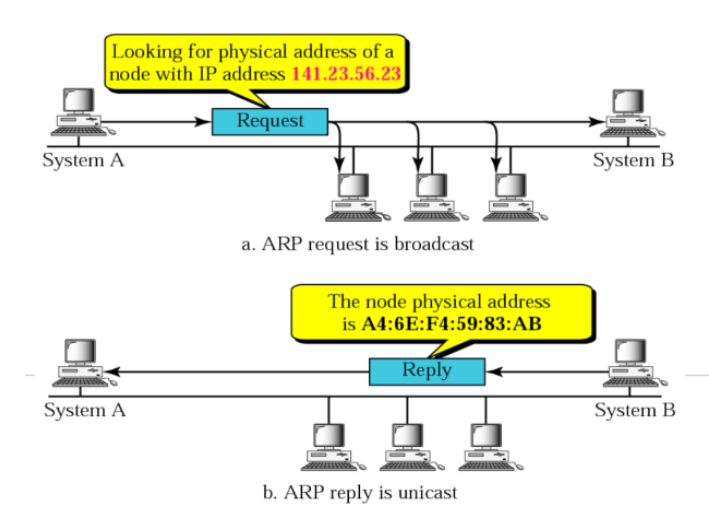 Looking for physical address of a
node with IP address 141.23.56.23
Request
System A
System B
a. ARP request is broadcast
The node physical address
is A4:6E:F4:59:83:AB
Reply
System A
System B
b. ARP reply is unicast